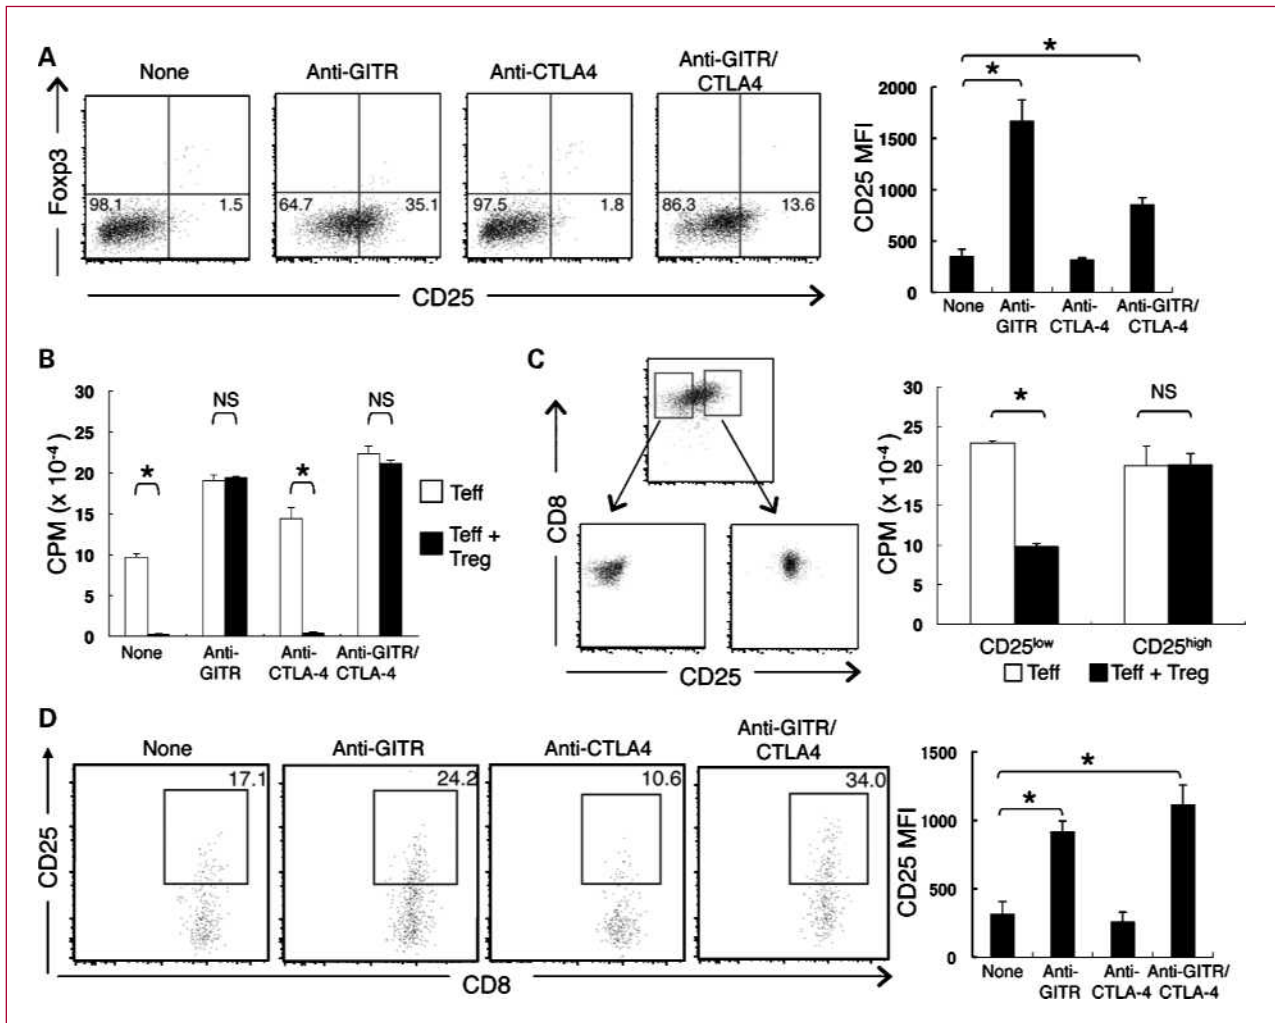 A
None
Anti-GITR
Anti-CTLA4
Anti-GITR/
CTLA4
Foxp3
98.1
1.5
64.7
35.1
97.5
1.8
86.3
13.6
CD25
*
*
CD25 MFI
2000
1500
1000
500
0
None
Anti-
GITR
Anti-
CTLA-4
Anti-GITR/
CTLA-4
B
CPM (x 10-4)
30
25
20
15
10
5
0
*
NS
*
NS
None
Anti-
GITR
Anti-
CTLA-4
Anti-GITR/
CTLA-4
Teff
Teff +
Treg
C
CD8
CD25
CPM (x 10-4)
30
25
20
15
10
5
0
*
NS
CD25low
CD25high
Teff
Teff + Treg
D
None
Anti-GITR
Anti-CTLA4
Anti-GITR/
CTLA4
CD25
17.1
24.2
10.6
34.0
CD8
CD25 MFI
1500
1000
500
0
*
*
None
Anti-
GITR
Anti-
CTLA-4
Anti-GITR/
CTLA-4